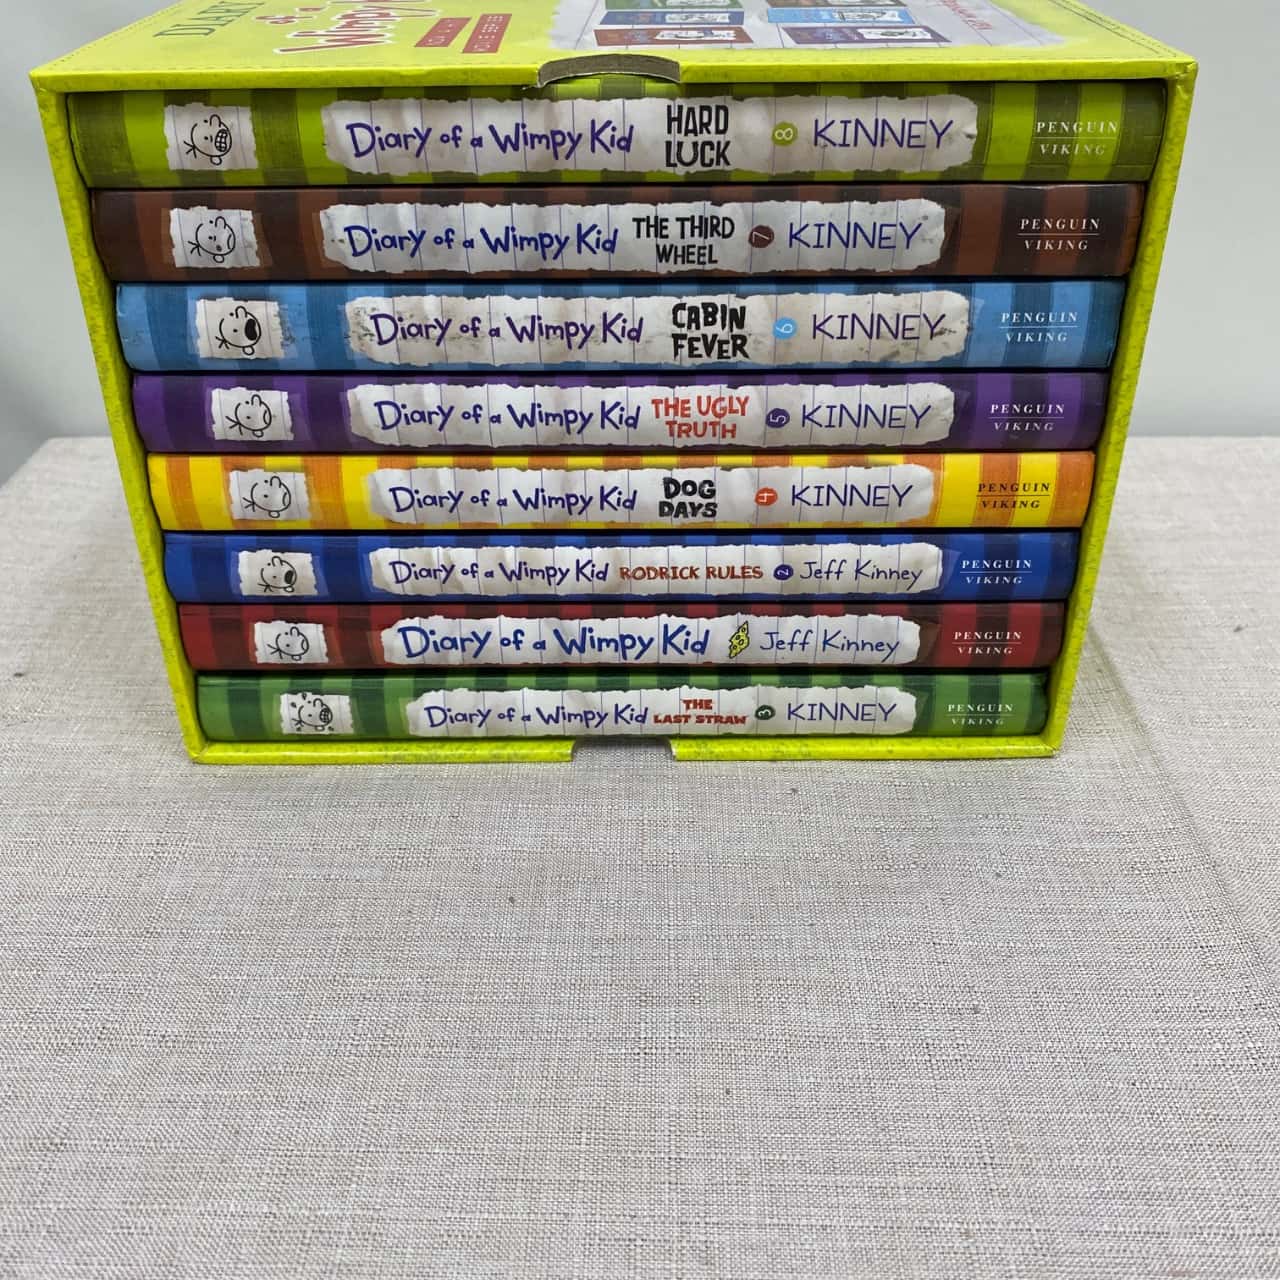 DIARY
of a
Wimpy
Diary of a Wimpy Kid HARD LUCK 8 KINNEY PENGUIN VIKING
Diary of a Wimpy Kid THE THIRD WHEEL 7 KINNEY PENGUIN VIKING
Diary of a Wimpy Kid CABIN FEVER 6 KINNEY PENGUIN VIKING
Diary of a Wimpy Kid THE UGLY TRUTH 5 KINNEY PENGUIN VIKING
Diary of a Wimpy Kid DOG DAYS 4 KINNEY PENGUIN VIKING
Diary of a Wimpy Kid RODRICK RULES 2 Jeff Kinney PENGUIN VIKING
Diary of a Wimpy Kid Jeff Kinney PENGUIN VIKING
Diary of a Wimpy Kid THE LAST STRAW 3 KINNEY PENGUIN VIKING